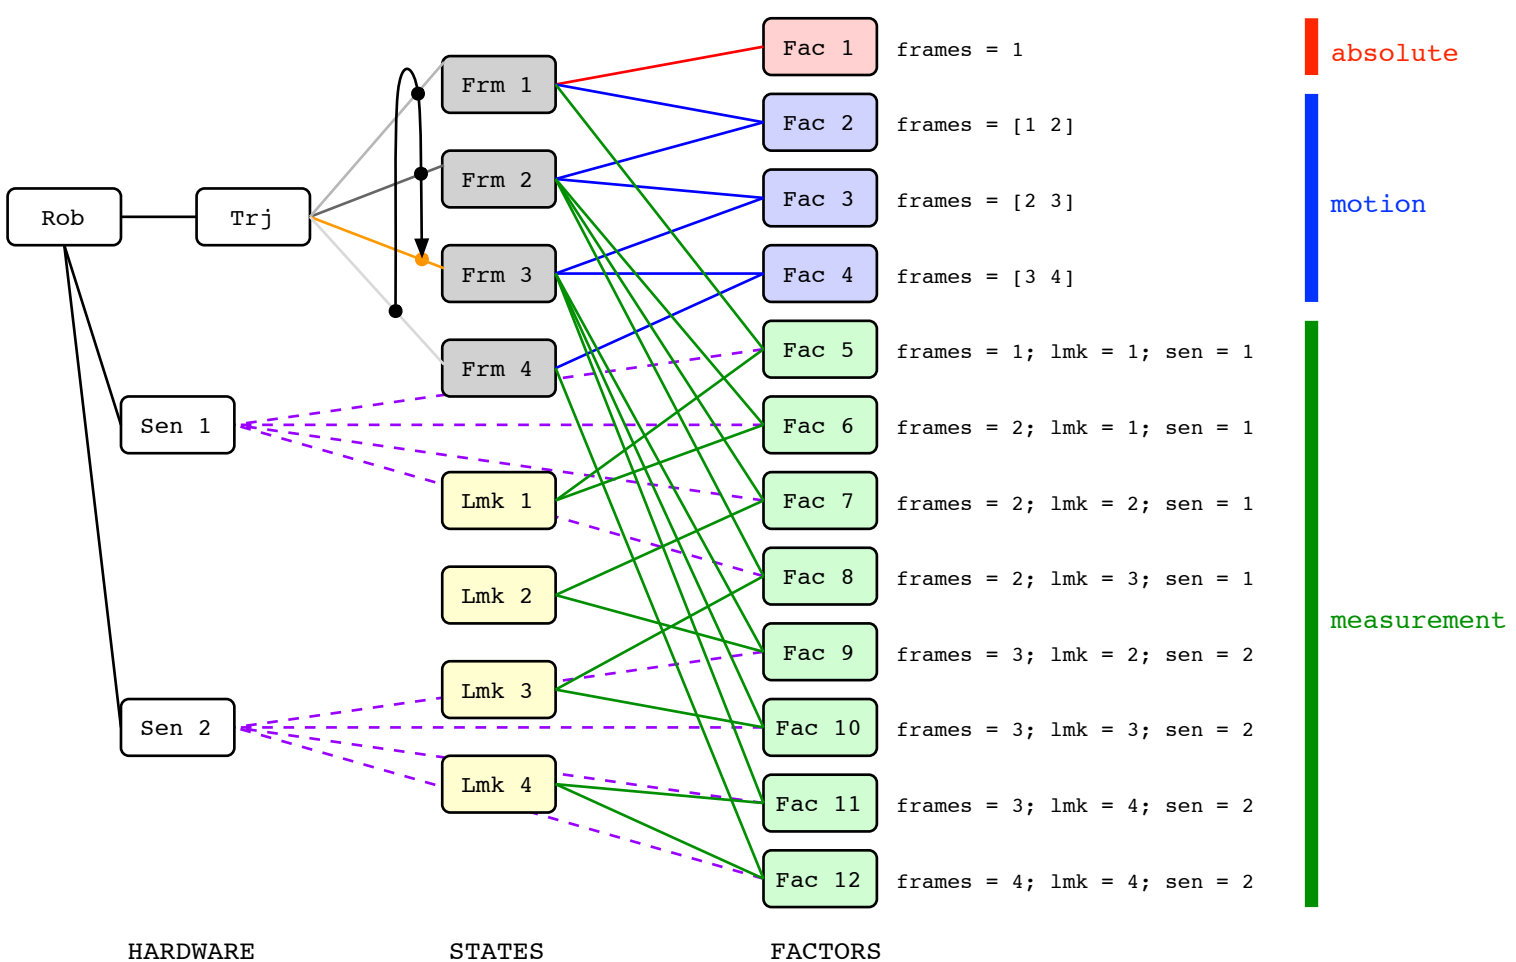 Rob
Trj
Sen 1
Sen 2
Frm 1
Frm 2
Frm 3
Frm 4
Lmk 1
Lmk 2
Lmk 3
Lmk 4
Fac 1 frames = 1
Fac 2 frames = [1 2]
Fac 3 frames = [2 3]
Fac 4 frames = [3 4]
Fac 5 frames = 1; lmk = 1; sen = 1
Fac 6 frames = 2; lmk = 1; sen = 1
Fac 7 frames = 2; lmk = 2; sen = 1
Fac 8 frames = 2; lmk = 3; sen = 1
Fac 9 frames = 3; lmk = 2; sen = 2
Fac 10 frames = 3; lmk = 3; sen = 2
Fac 11 frames = 3; lmk = 4; sen = 2
Fac 12 frames = 4; lmk = 4; sen = 2
absolute
motion
measurement
HARDWARE STATES FACTORS